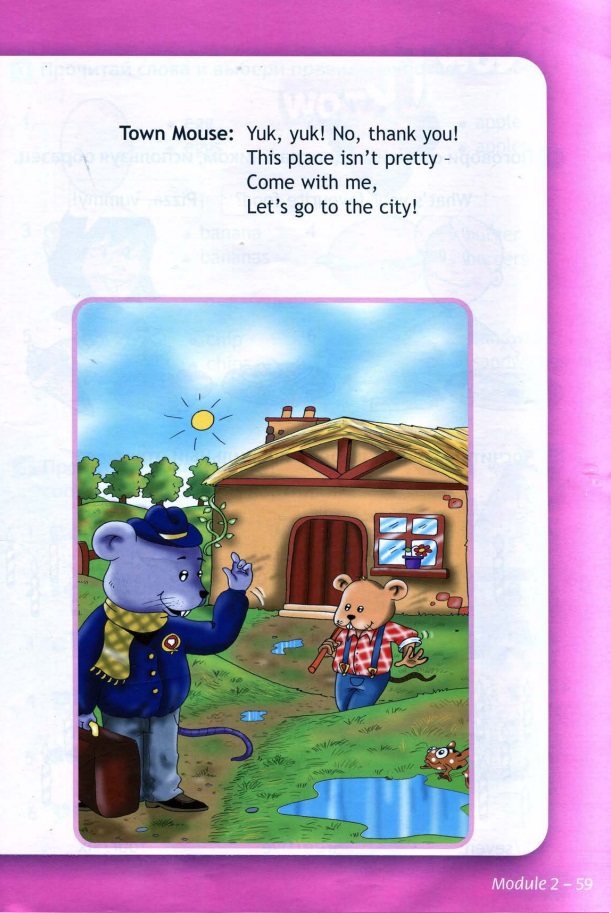 Town Mouse: Yuk, yuk! No, thank you!
This place isn't pretty -
Come with me,
Let's go to the city!
Module 2 – 59